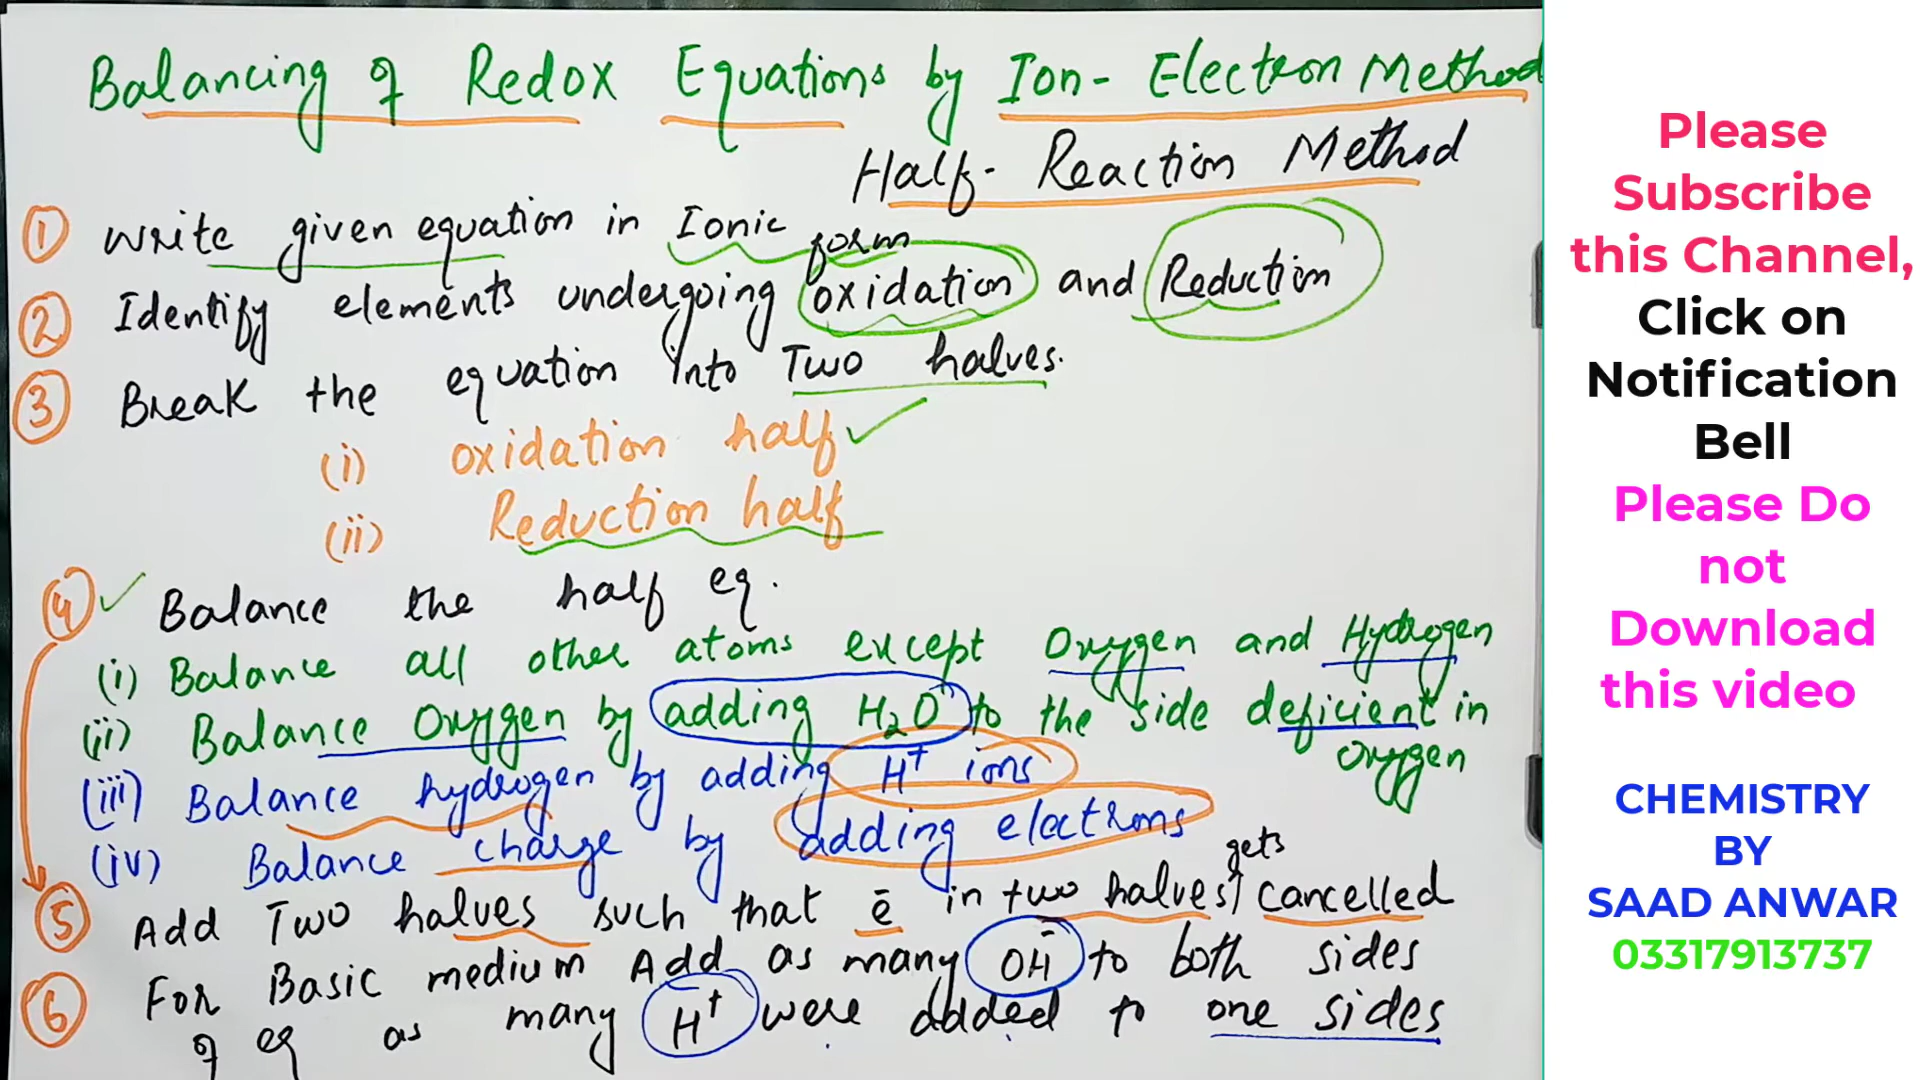 Balancing of Redox Equations by Ion-Electron Method
Half-Reaction Method
① Write given equation in Ionic form
② Identify elements undergoing oxidation and Reduction
③ Break the equation into Two halves.
(i) oxidation half ✓
(ii) Reduction half
④ ✓ Balance the half eq.
(i) Balance all other atoms except Oxygen and Hydrogen
(ii) Balance Oxygen by adding H₂O to the side deficient in oxygen
(iii) Balance hydrogen by adding H⁺ ions
(iv) Balance charge by adding electrons
⑤ Add Two halves such that ē in two halves gets cancelled
⑥ For Basic medium Add as many OH⁻ to both sides
of eq as many H⁺ were added to one sides
Please
Subscribe
this Channel,
Click on
Notification
Bell
Please Do
not
Download
this video
CHEMISTRY
BY
SAAD ANWAR
03317913737